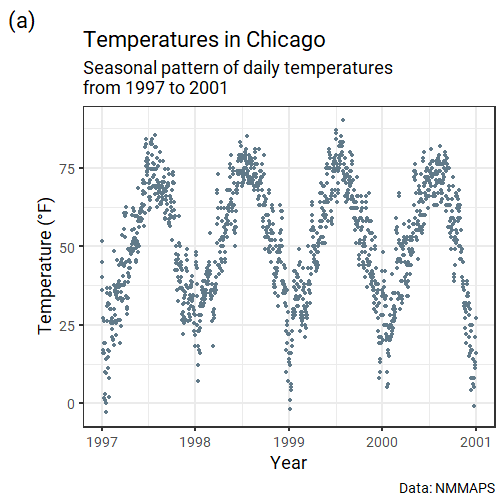 (a)
Temperatures in Chicago
Seasonal pattern of daily temperatures
from 1997 to 2001
Temperature (°F)
75
50
25
0
1997 1998 1999 2000 2001
Year
Data: NMMAPS